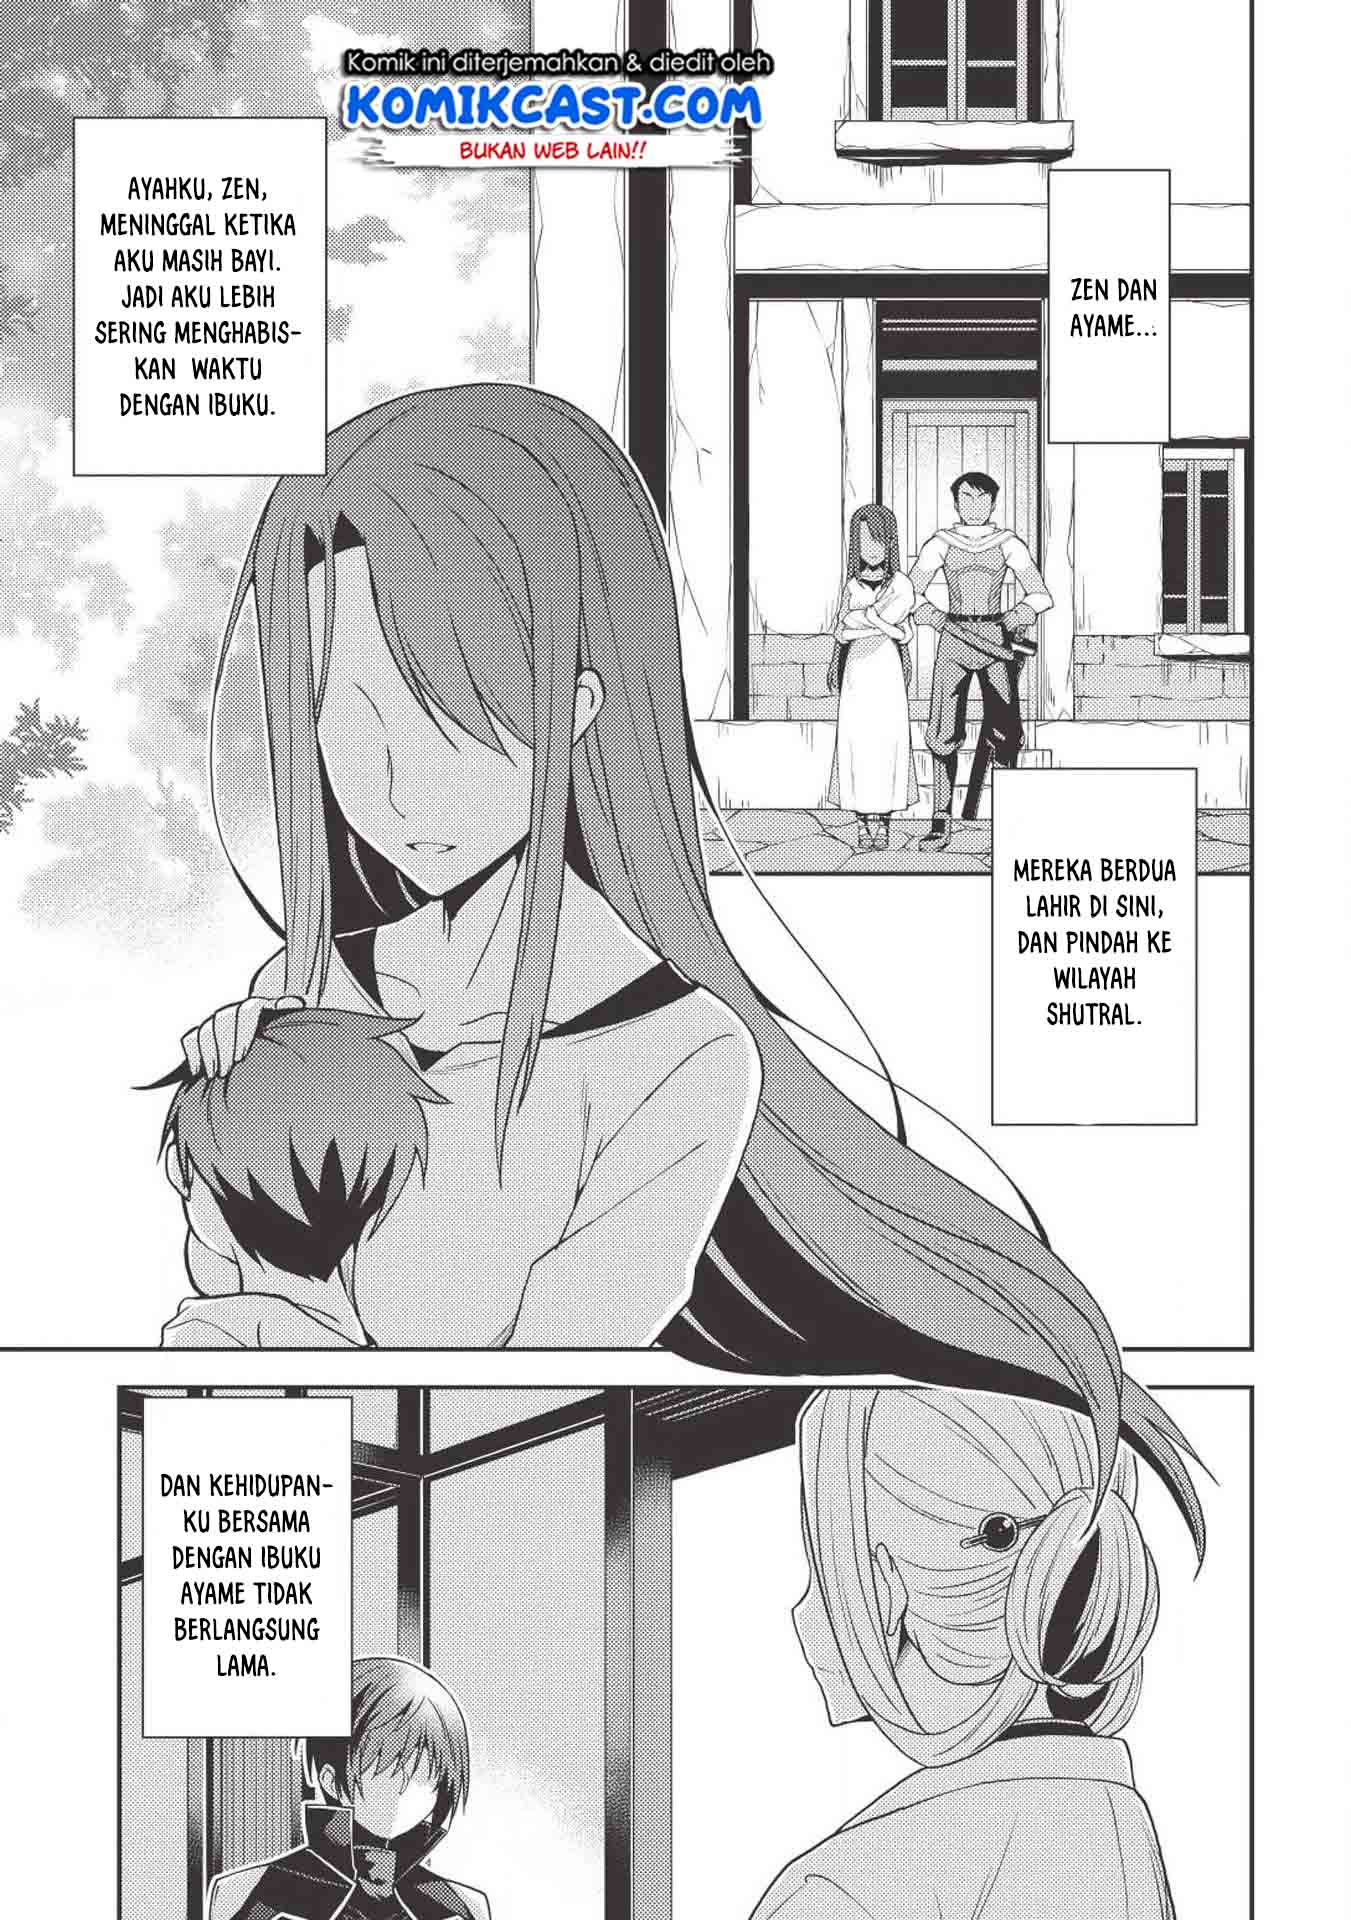 Komik ini diterjemahkan & diedit oleh
KOMIKCAST.COM
BUKAN WEB LAIN!!
ZEN DAN
AYAME...
MEREKA BERDUA
LAHIR DI SINI,
DAN PINDAH KE
WILAYAH
SHUTRAL.
AYAHKU, ZEN,
MENINGGAL KETIKA
AKU MASIH BAYI.
JADI AKU LEBIH
SERING MENGHABIS-
KAN WAKTU
DENGAN IBUKU.
DAN KEHIDUPAN-
KU BERSAMA
DENGAN IBUKU
AYAME TIDAK
BERLANGSUNG
LAMA.